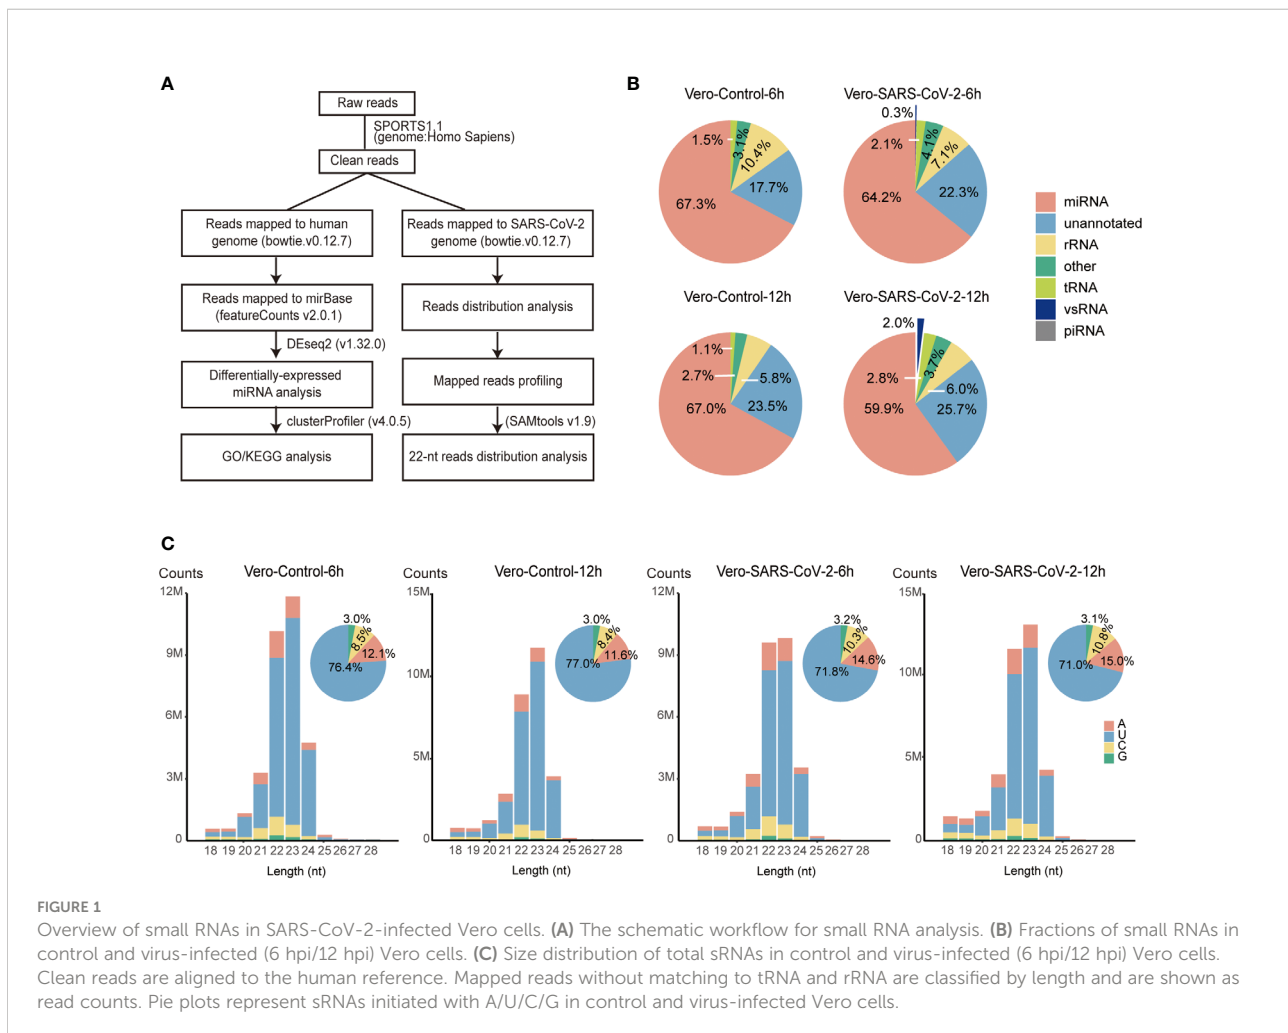 A
Raw reads
SPORTS1.1
(genome:Homo Sapiens)
Clean reads
Reads mapped to human
genome (bowtie.v0.12.7)
Reads mapped to SARS-CoV-2
genome (bowtie.v0.12.7)
Reads mapped to mirBase
(featureCounts v2.0.1)
Reads distribution analysis
DEseq2 (v1.32.0)
Differentially-expressed
miRNA analysis
Mapped reads profiling
clusterProfiler (v4.0.5)
(SAMtools v1.9)
GO/KEGG analysis
22-nt reads distribution analysis
B
Vero-Control-6h
1.5%
3.1%
10.4%
17.7%
67.3%
Vero-SARS-CoV-2-6h
0.3%
2.1%
4.1%
7.1%
22.3%
64.2%
Vero-Control-12h
1.1%
2.7%
5.8%
23.5%
67.0%
Vero-SARS-CoV-2-12h
2.0%
2.8%
3.7%
6.0%
25.7%
59.9%
miRNA
unannotated
rRNA
other
tRNA
vsRNA
piRNA
C
Counts
Vero-Control-6h
12M
9M
6M
3M
0
3.0%
8.5%
12.1%
76.4%
18 19 20 21 22 23 24 25 26 27 28
Length (nt)
Counts
Vero-Control-12h
15M
10M
5M
0
3.0%
8.4%
11.6%
77.0%
18 19 20 21 22 23 24 25 26 27 28
Length (nt)
Counts
Vero-SARS-CoV-2-6h
12M
9M
6M
3M
0
3.2%
10.3%
14.6%
71.8%
18 19 20 21 22 23 24 25 26 27 28
Length (nt)
Counts
Vero-SARS-CoV-2-12h
15M
10M
5M
0
3.1%
10.8%
15.0%
71.0%
A
U
C
G
18 19 20 21 22 23 24 25 26 27 28
Length (nt)
FIGURE 1
Overview of small RNAs in SARS-CoV-2-infected Vero cells. (A) The schematic workflow for small RNA analysis. (B) Fractions of small RNAs in
control and virus-infected (6 hpi/12 hpi) Vero cells. (C) Size distribution of total sRNAs in control and virus-infected (6 hpi/12 hpi) Vero cells.
Clean reads are aligned to the human reference. Mapped reads without matching to tRNA and rRNA are classified by length and are shown as
read counts. Pie plots represent sRNAs initiated with A/U/C/G in control and virus-infected Vero cells.